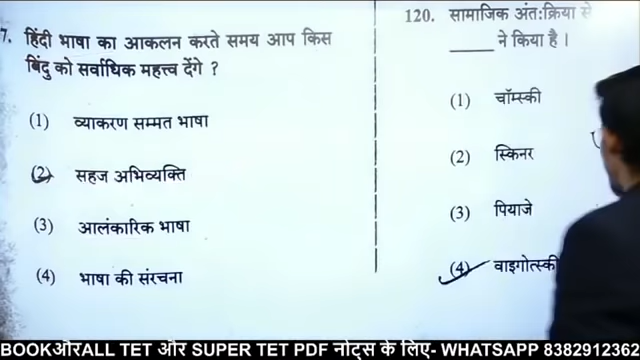 7. हिंदी भाषा का आकलन करते समय आप किस
बिंदु को सर्वाधिक महत्त्व देंगे ?
(1) व्याकरण सम्मत भाषा
(2) सहज अभिव्यक्ति
(3) आलंकारिक भाषा
(4) भाषा की संरचना
120. सामाजिक अंत:क्रिया से
______ ने किया है ।
(1) चॉम्स्की
(2) स्किनर
(3) पियाजे
(4) वाइगोत्स्की
BOOKऔरALL TET और SUPER TET PDF नोट्स के लिए- WHATSAPP 8382912362